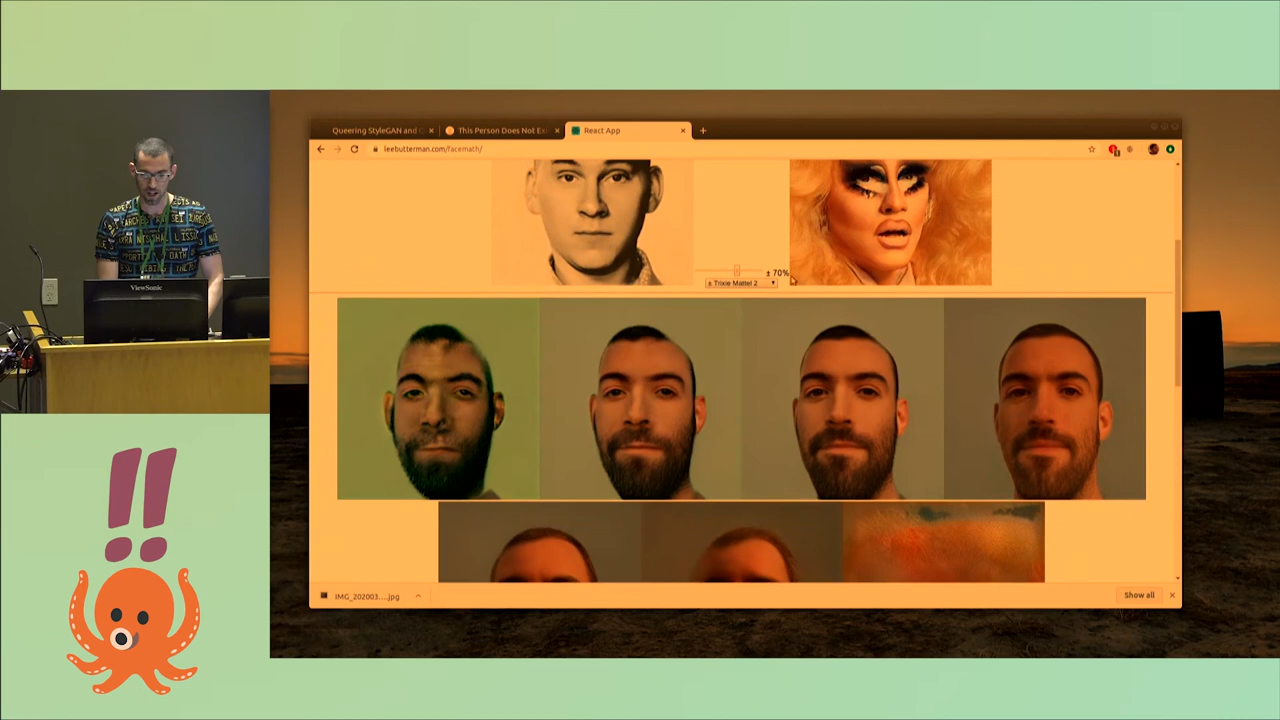 Queering StyleGAN and
This Person Does Not Exi
React App
leebutterman.com/facemath/
± 70%
± Trixie Mattel 2
ViewSonic
!!
IMG_202003....jpg
Show all